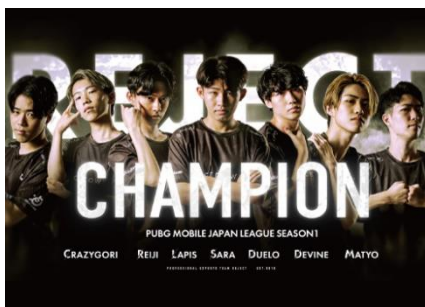 REJECT
CHAMPION
PUBG MOBILE JAPAN LEAGUE SEASON1
CRAZYGORI REIJI LAPIS SARA DUELO DEVINE MATYO
PROFESSIONAL ESPORTS TEAM REJECT EST.2018